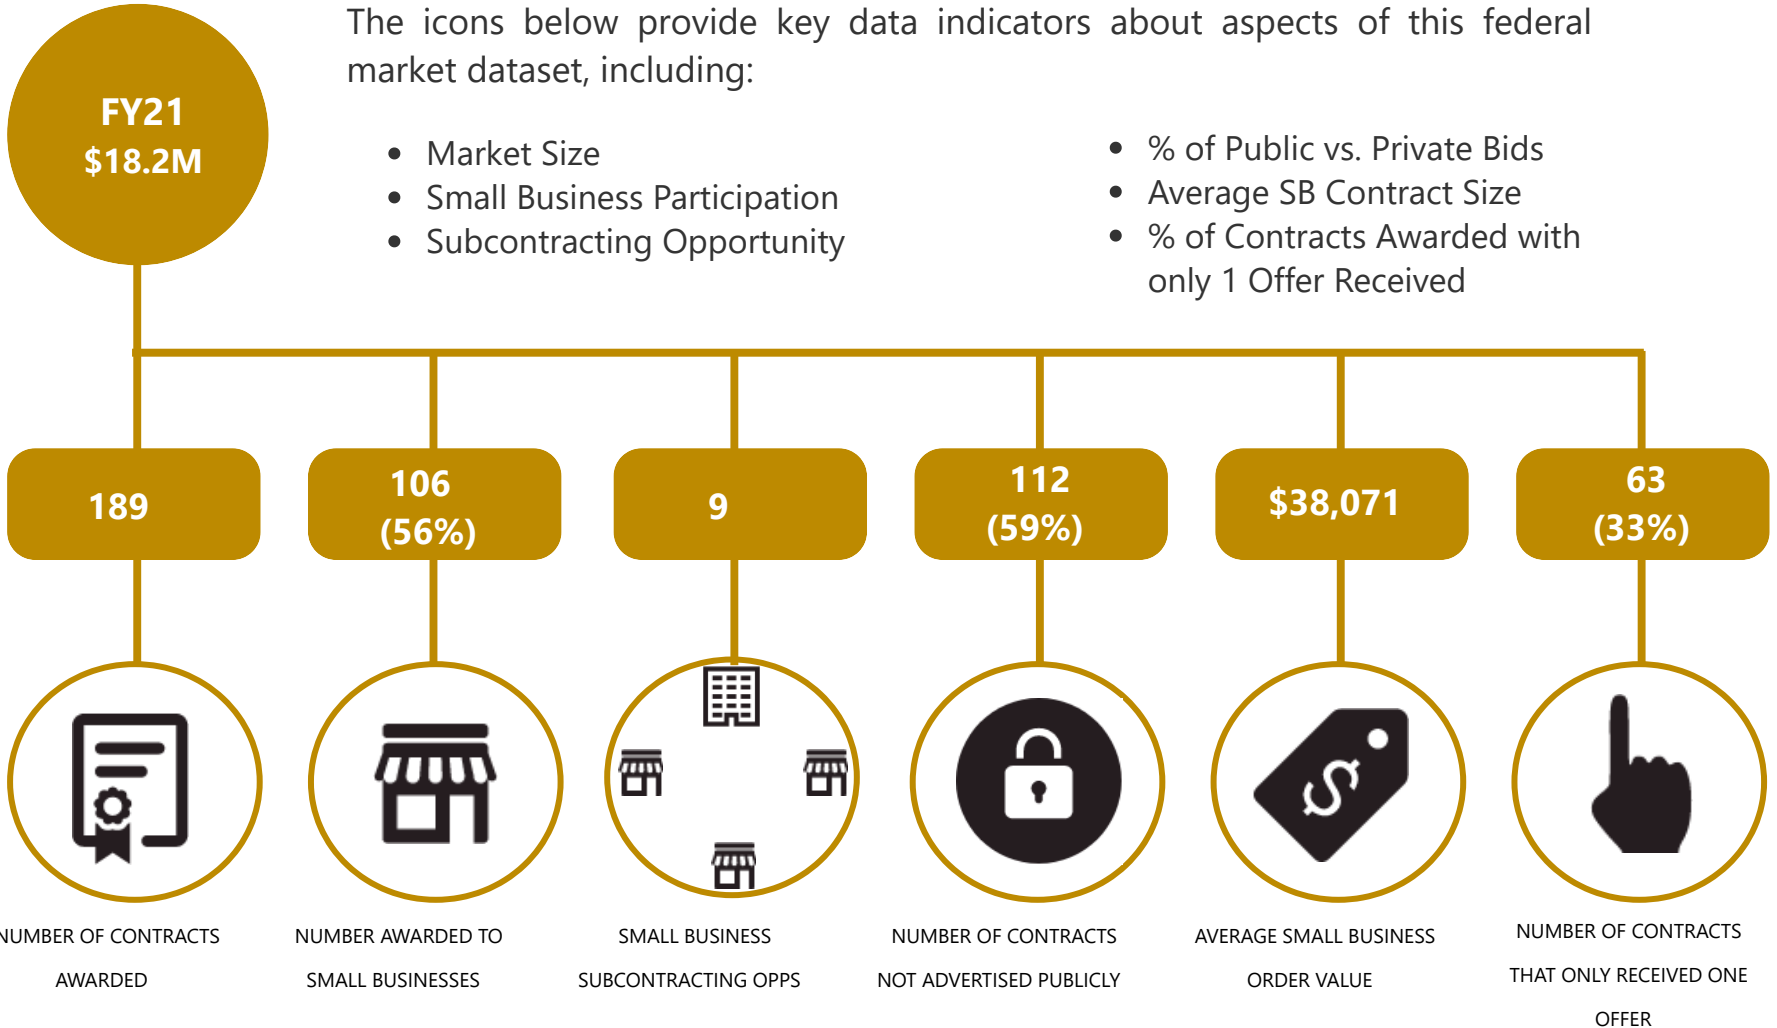 The icons below provide key data indicators about aspects of this federal
market dataset, including:
FY21
$18.2M
• Market Size
• Small Business Participation
• Subcontracting Opportunity
• % of Public vs. Private Bids
• Average SB Contract Size
• % of Contracts Awarded with
only 1 Offer Received
189
106
(56%)
9
112
(59%)
$38,071
63
(33%)
NUMBER OF CONTRACTS
AWARDED
NUMBER AWARDED TO
SMALL BUSINESSES
SMALL BUSINESS
SUBCONTRACTING OPPS
NUMBER OF CONTRACTS
NOT ADVERTISED PUBLICLY
AVERAGE SMALL BUSINESS
ORDER VALUE
NUMBER OF CONTRACTS
THAT ONLY RECEIVED ONE
OFFER